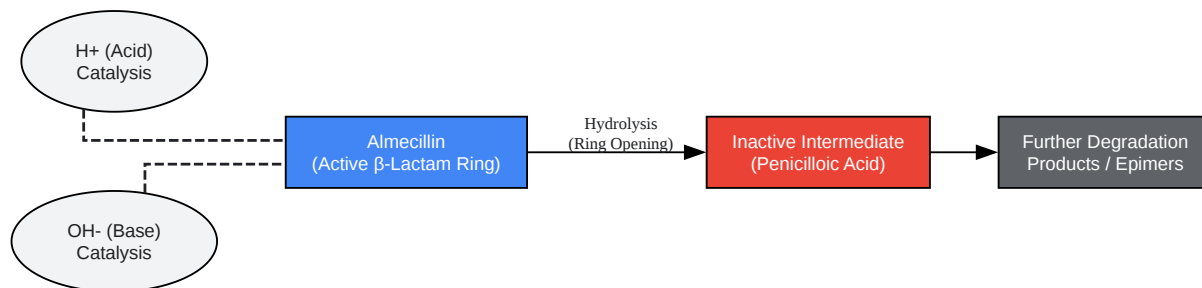 H+ (Acid)
Catalysis
Almecillin
(Active β-Lactam Ring)
Hydrolysis
(Ring Opening)
Inactive Intermediate
(Penicilloic Acid)
Further Degradation
Products / Epimers
OH- (Base)
Catalysis